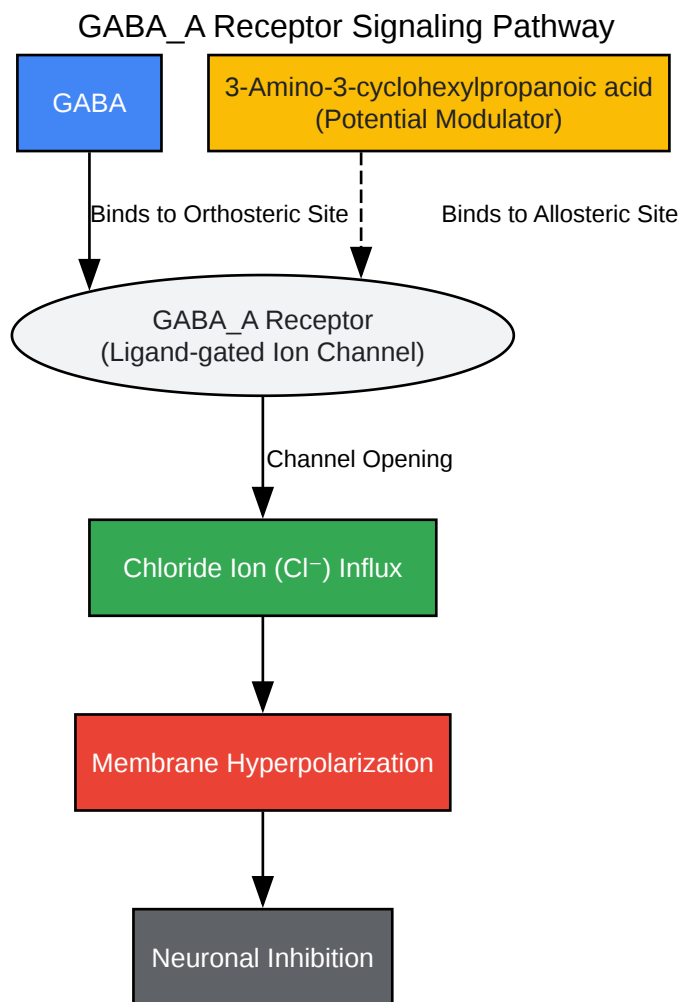 GABA_A Receptor Signaling Pathway
GABA
3-Amino-3-cyclohexylpropanoic acid
(Potential Modulator)
Binds to Orthosteric Site
Binds to Allosteric Site
GABA_A Receptor
(Ligand-gated Ion Channel)
Channel Opening
Chloride Ion (Cl⁻) Influx
Membrane Hyperpolarization
Neuronal Inhibition